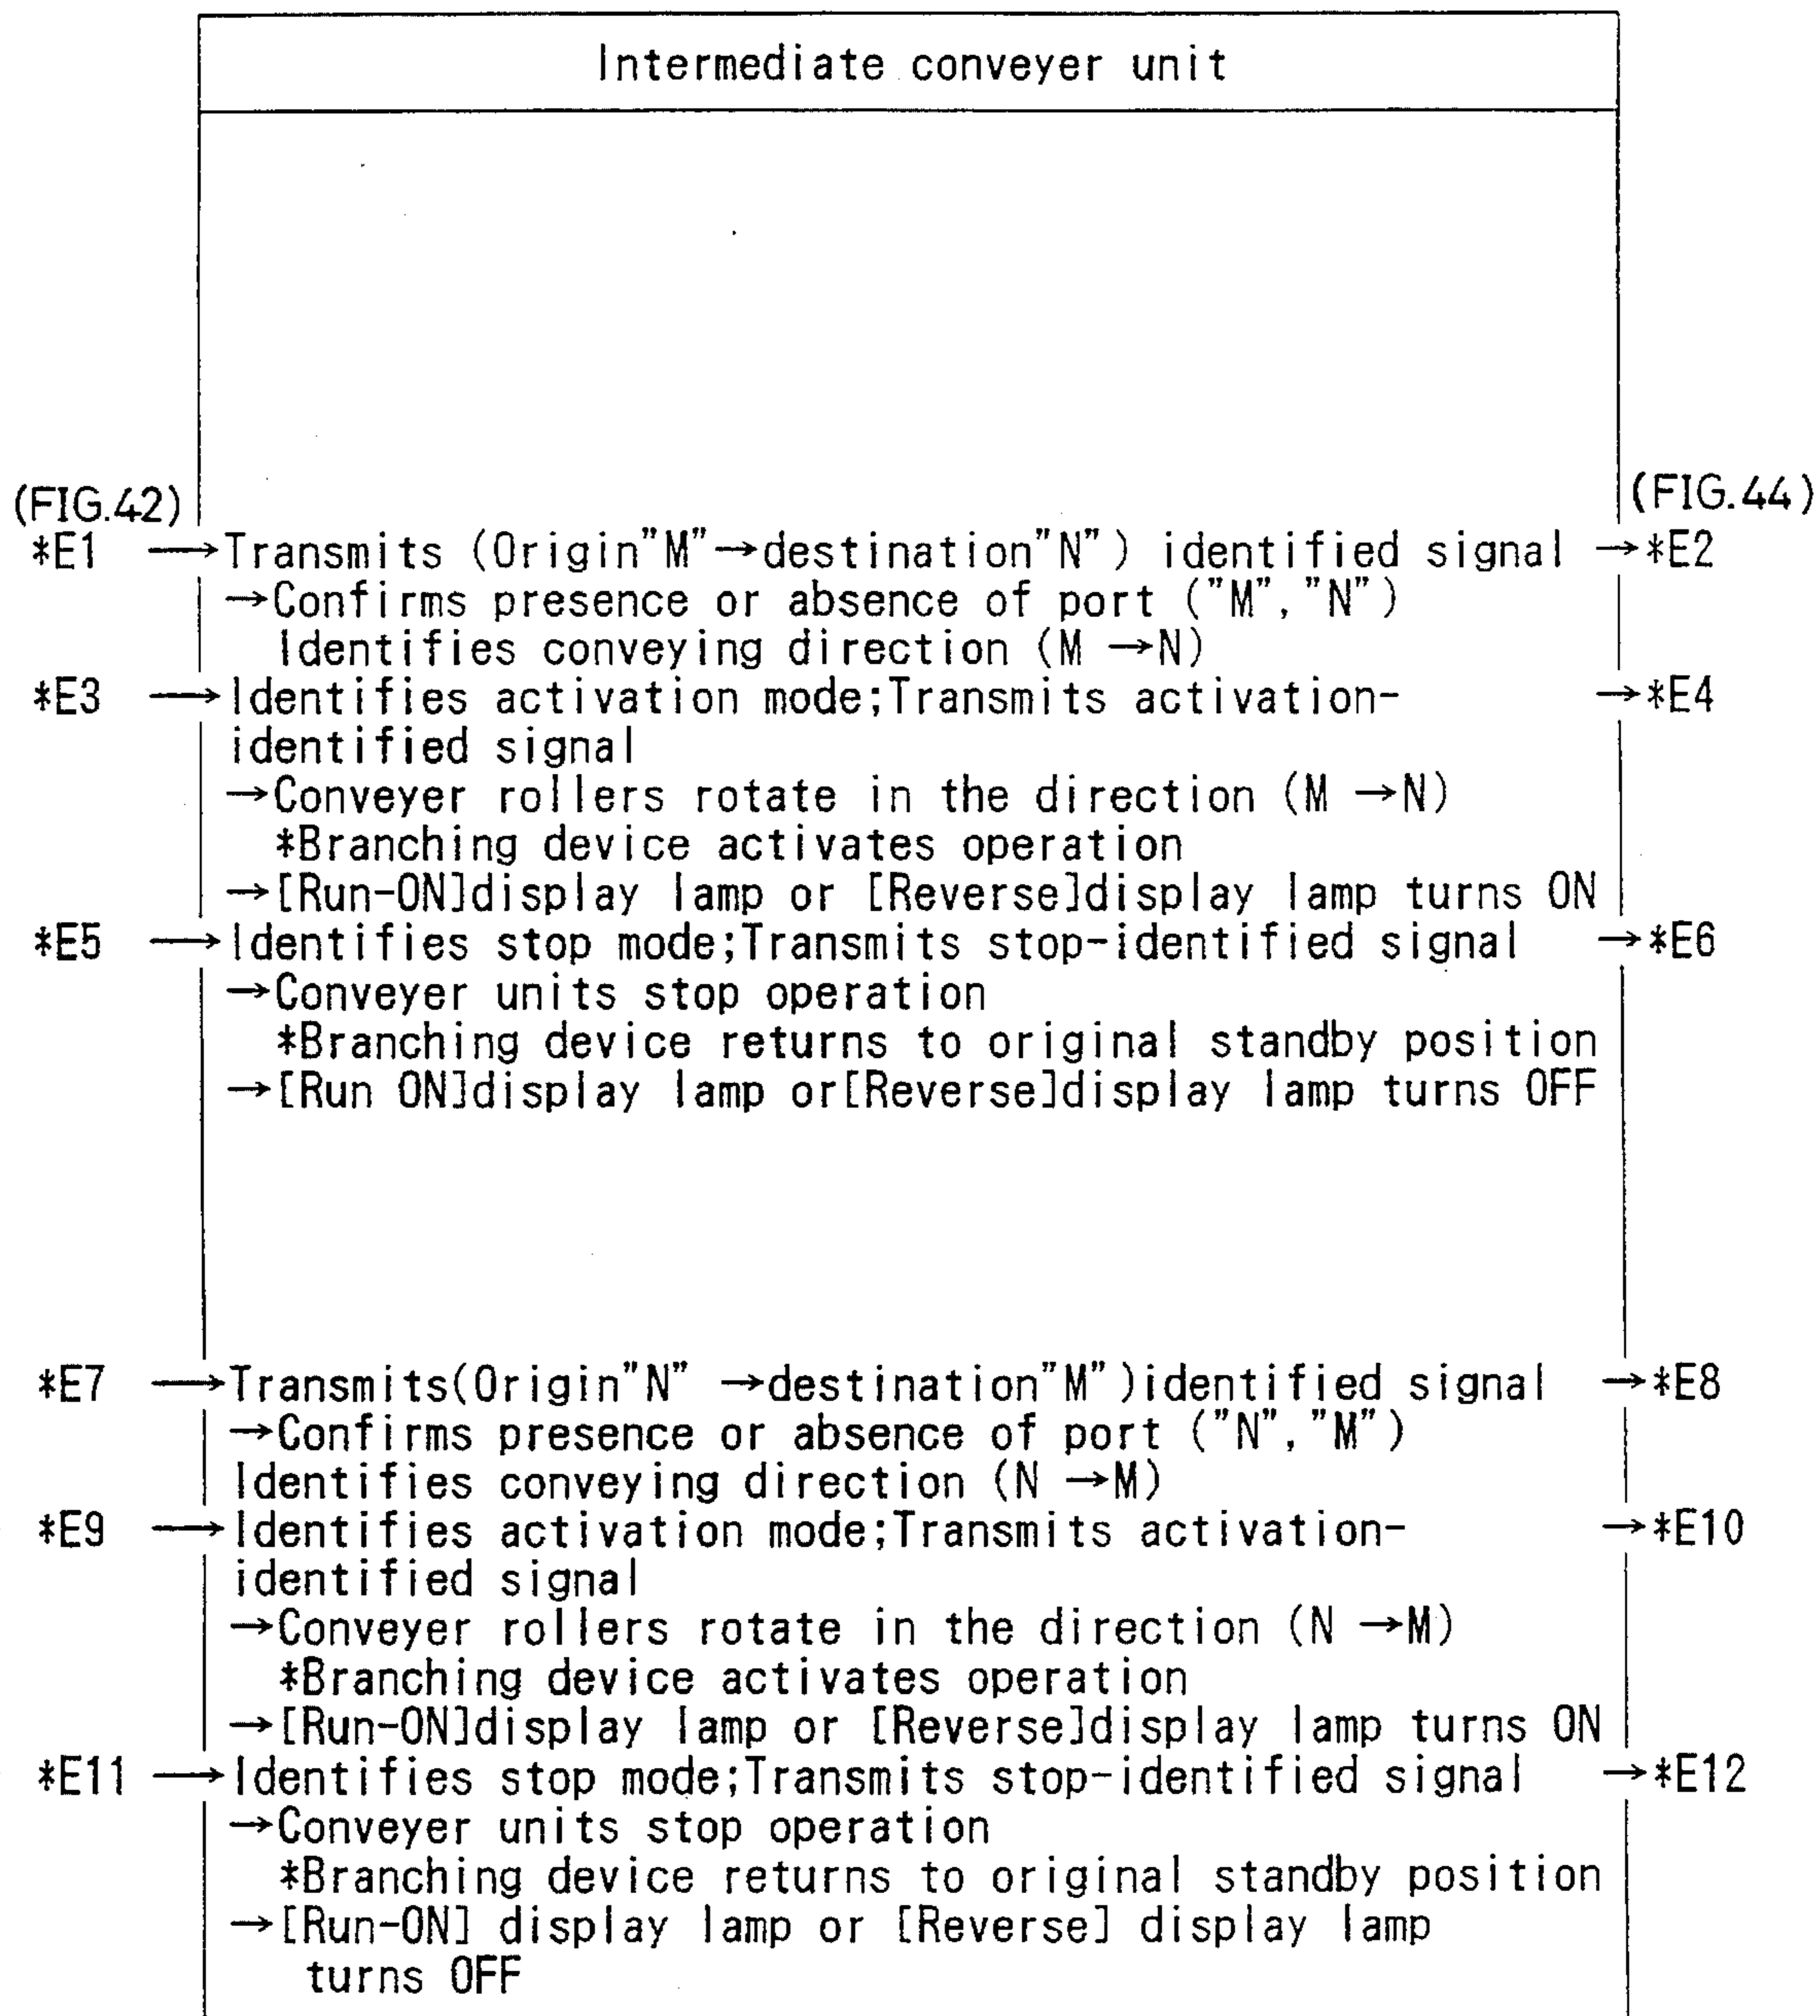 Intermediate conveyer unit
(FIG.42) (FIG.44)
*E1 →Transmits (Origin"M"→destination"N") identified signal →*E2
→Confirms presence or absence of port ("M","N")
Identifies conveying direction (M →N)
*E3 →Identifies activation mode;Transmits activation- →*E4
identified signal
→Conveyer rollers rotate in the direction (M →N)
*Branching device activates operation
→[Run-ON]display lamp or [Reverse]display lamp turns ON
*E5 →Identifies stop mode;Transmits stop-identified signal →*E6
→Conveyer units stop operation
*Branching device returns to original standby position
→[Run ON]display lamp or[Reverse]display lamp turns OFF
*E7 →Transmits(Origin"N" →destination"M")identified signal →*E8
→Confirms presence or absence of port ("N","M")
Identifies conveying direction (N →M)
*E9 →Identifies activation mode;Transmits activation- →*E10
identified signal
→Conveyer rollers rotate in the direction (N →M)
*Branching device activates operation
→[Run-ON]display lamp or [Reverse]display lamp turns ON
*E11 →Identifies stop mode;Transmits stop-identified signal →*E12
→Conveyer units stop operation
*Branching device returns to original standby position
→[Run-ON] display lamp or [Reverse] display lamp
turns OFF